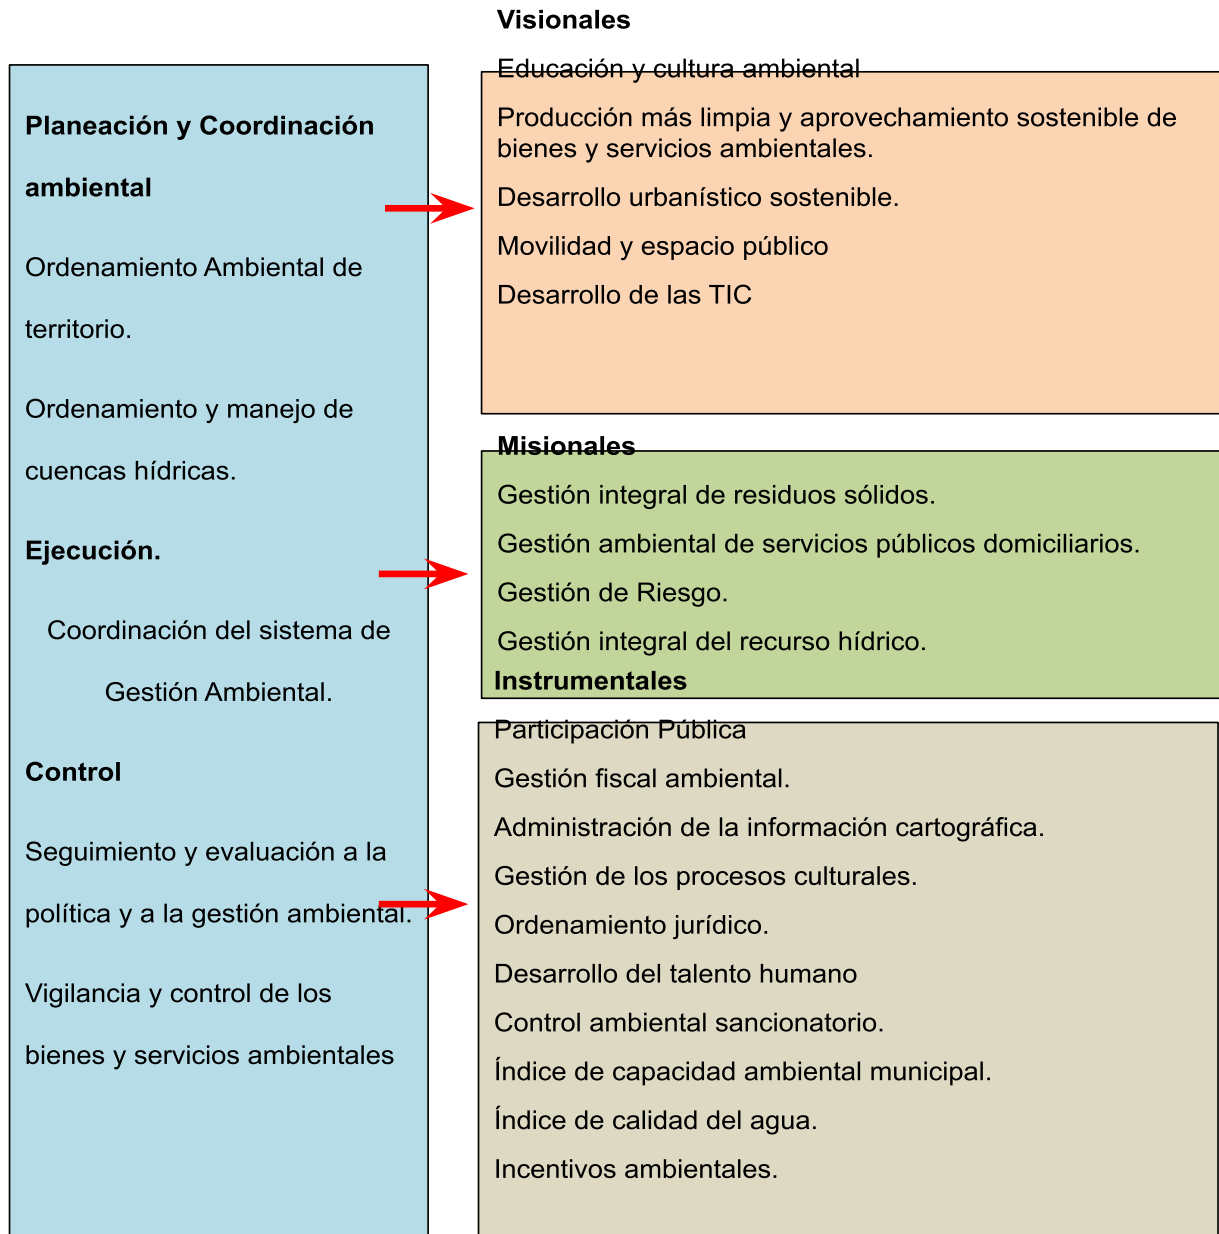 Planeación y Coordinación
ambiental
Ordenamiento Ambiental de
territorio.
Ordenamiento y manejo de
cuencas hídricas.
Ejecución.
Coordinación del sistema de
Gestión Ambiental.
Control
Seguimiento y evaluación a la
política y a la gestión ambiental.
Vigilancia y control de los
bienes y servicios ambientales
Visionales
Educación y cultura ambiental
Producción más limpia y aprovechamiento sostenible de
bienes y servicios ambientales.
Desarrollo urbanístico sostenible.
Movilidad y espacio público
Desarrollo de las TIC
Misionales
Gestión integral de residuos sólidos.
Gestión ambiental de servicios públicos domiciliarios.
Gestión de Riesgo.
Gestión integral del recurso hídrico.
Instrumentales
Participación Pública
Gestión fiscal ambiental.
Administración de la información cartográfica.
Gestión de los procesos culturales.
Ordenamiento jurídico.
Desarrollo del talento humano
Control ambiental sancionatorio.
Índice de capacidad ambiental municipal.
Índice de calidad del agua.
Incentivos ambientales.